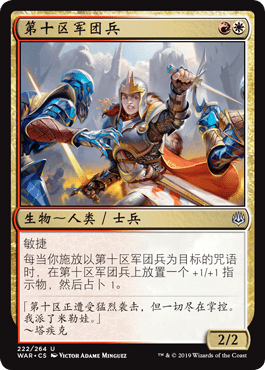 第十区军团兵
生物～人类 / 士兵
敏捷
每当你施放以第十区军团兵为目标的咒语
时，在第十区军团兵上放置一个 +1/+1 指
示物，然后占卜 1。
「第十区正遭受猛烈袭击，但一切尽在掌控。
我派了米勒娃。」
～塔疾克
2/2
222/264 U
WAR • CS VICTOR ADAME MINGUEZ
™ & © 2019 Wizards of the Coast